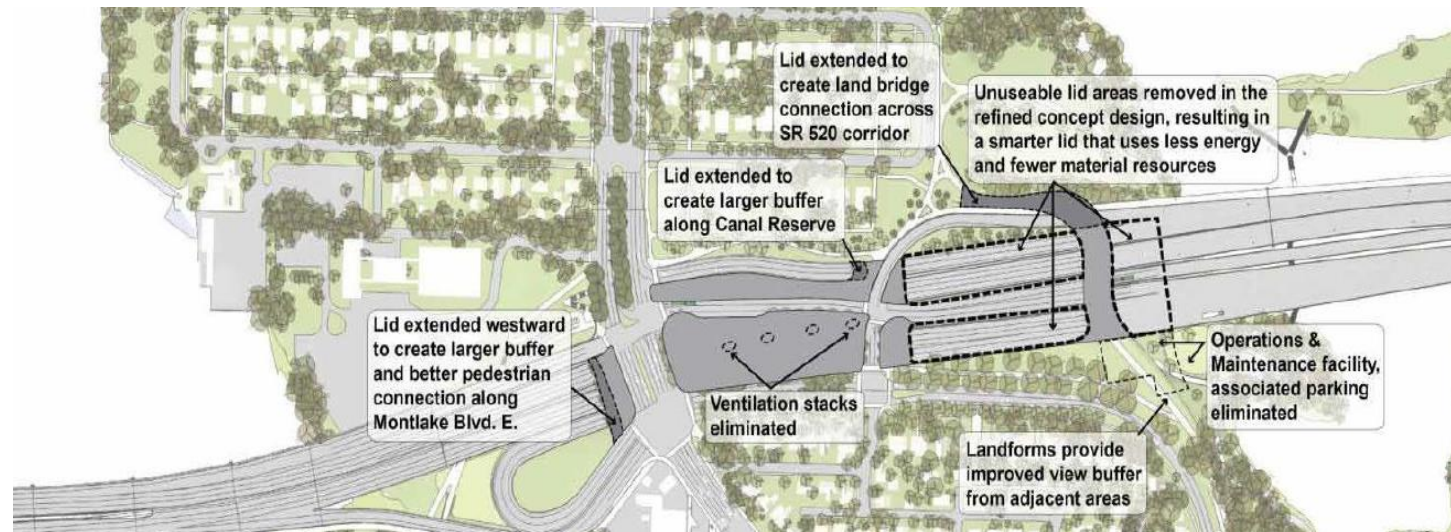 Lid extended to
create land bridge
connection across
SR 520 corridor
Unuseable lid areas removed in the
refined concept design, resulting in
a smarter lid that uses less energy
and fewer material resources
Lid extended to
create larger buffer
along Canal Reserve
Lid extended westward
to create larger buffer
and better pedestrian
connection along
Montlake Blvd. E.
Ventilation stacks
eliminated
Operations &
Maintenance facility,
associated parking
eliminated
Landforms provide
improved view buffer
from adjacent areas